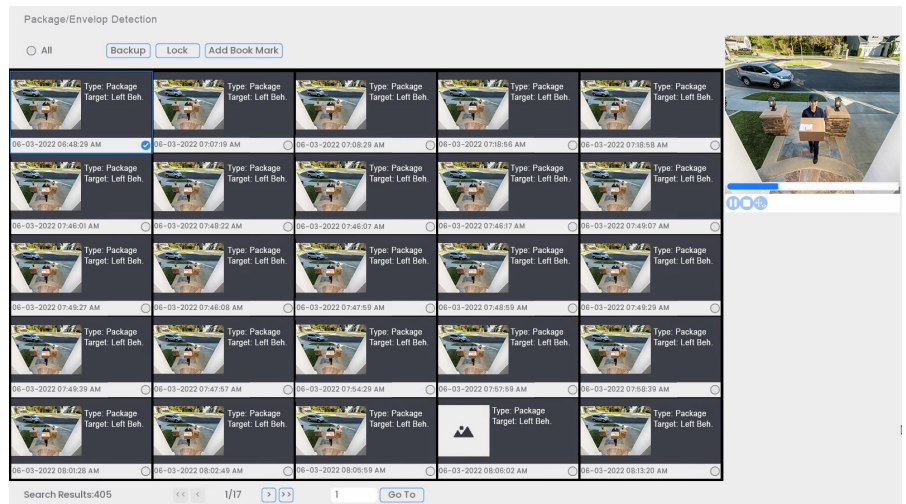 Package/Envelop Detection
All Backup Lock Add Book Mark
Type: Package Type: Package Type: Package Type: Package Type: Package
Target: Left Beh. Target: Left Beh. Target: Left Beh. Target: Left Beh. Target: Left Beh.
06-03-2022 06:48:29 AM 06-03-2022 07:07:19 AM 06-03-2022 07:08:29 AM 06-03-2022 07:18:56 AM 06-03-2022 07:18:58 AM
Type: Package Type: Package Type: Package Type: Package Type: Package
Target: Left Beh. Target: Left Beh. Target: Left Beh. Target: Left Beh. Target: Left Beh.
06-03-2022 07:46:01 AM 06-03-2022 07:48:22 AM 06-03-2022 07:46:07 AM 06-03-2022 07:46:17 AM 06-03-2022 07:49:07 AM
Type: Package Type: Package Type: Package Type: Package Type: Package
Target: Left Beh. Target: Left Beh. Target: Left Beh. Target: Left Beh. Target: Left Beh.
06-03-2022 07:49:27 AM 06-03-2022 07:46:08 AM 06-03-2022 07:47:59 AM 06-03-2022 07:48:59 AM 06-03-2022 07:49:29 AM
Type: Package Type: Package Type: Package Type: Package Type: Package
Target: Left Beh. Target: Left Beh. Target: Left Beh. Target: Left Beh. Target: Left Beh.
06-03-2022 07:49:39 AM 06-03-2022 07:47:57 AM 06-03-2022 07:54:29 AM 06-03-2022 07:57:59 AM 06-03-2022 07:58:39 AM
Type: Package Type: Package Type: Package Type: Package Type: Package
Target: Left Beh. Target: Left Beh. Target: Left Beh. Target: Left Beh. Target: Left Beh.
06-03-2022 08:01:28 AM 06-03-2022 08:02:49 AM 06-03-2022 08:05:59 AM 06-03-2022 08:06:02 AM 06-03-2022 08:13:20 AM
Search Results:405 << < 1/17 > >> 1 Go To